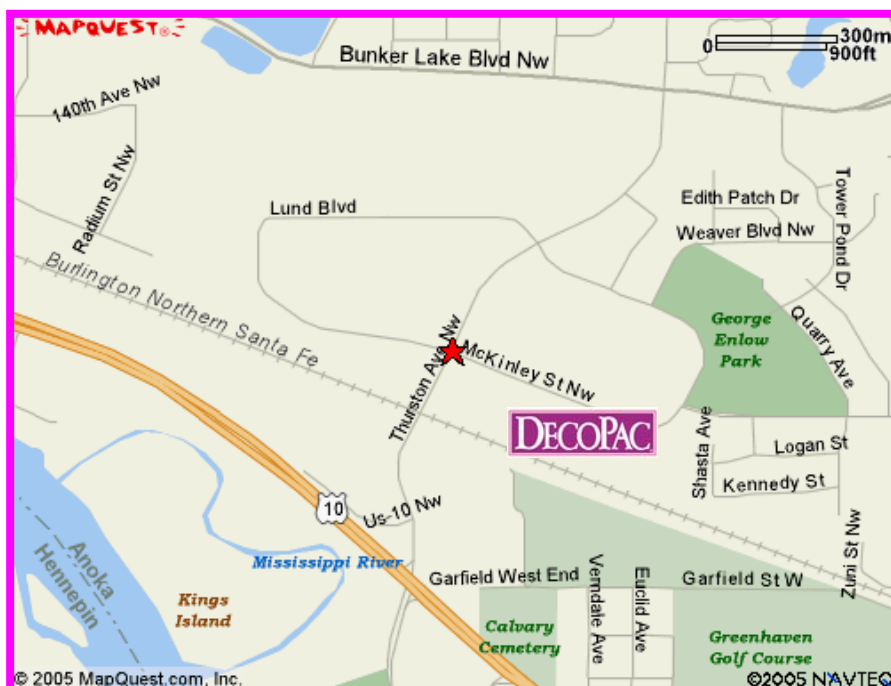 MAPQUEST®
300m
0
900ft
Bunker Lake Blvd Nw
140th Ave Nw
Radium St Nw
Lund Blvd
Edith Patch Dr
Tower Pond Dr
Weaver Blvd Nw
Burlington Northern Santa Fe
George
Enlow
Park
Quarry Ave
Thurston Ave Nw
McKinley St Nw
DECOPAC
Shasta Ave
Logan St
Kennedy St
10
Us-10 Nw
Zuni St Nw
Anoka
Hennepin
Mississippi River
Kings
Island
Garfield West End
Verndale Ave
Euclid Ave
Garfield St W
Calvary
Cemetery
Greenhaven
Golf Course
© 2005 MapQuest.com, Inc.
©2005 NAVTEQ